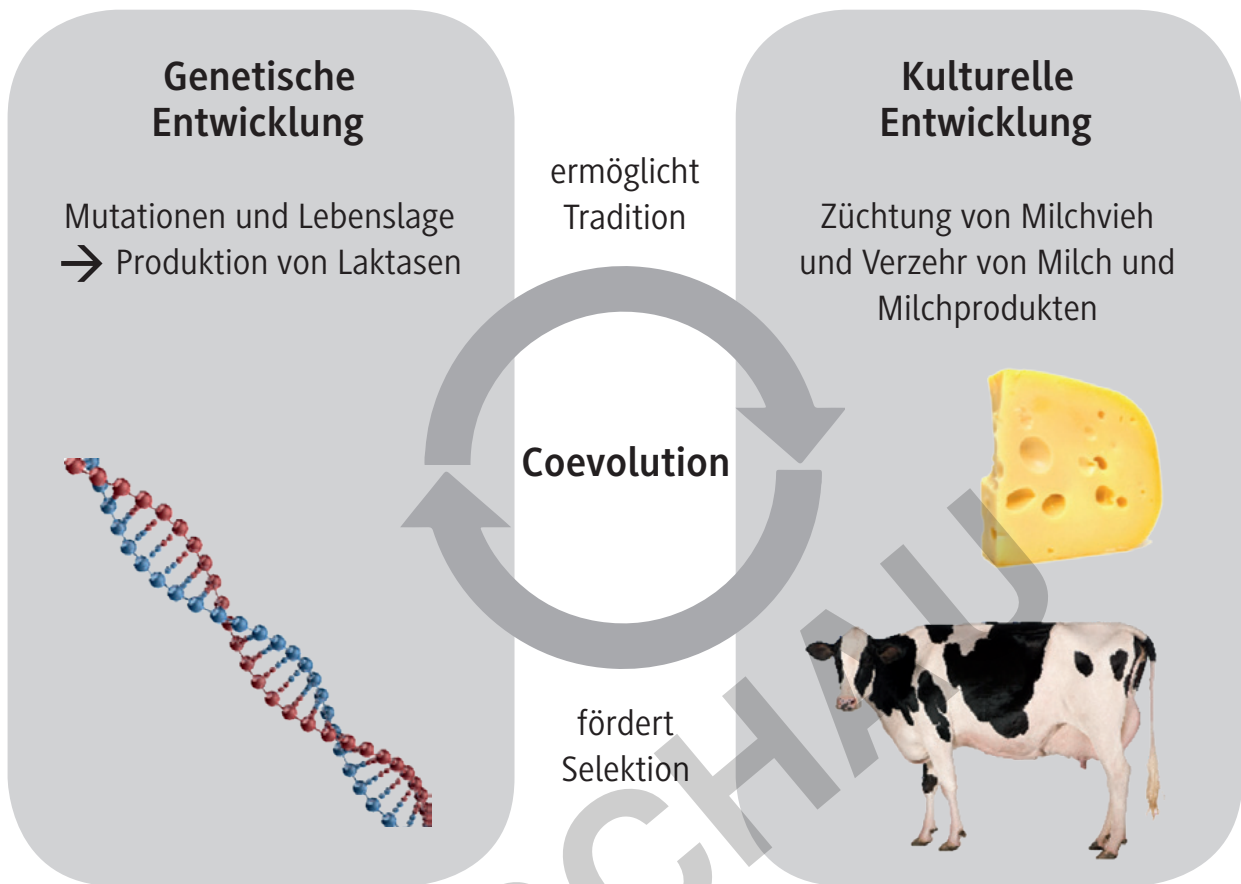 Genetische
Entwicklung
Mutationen und Lebenslage
→ Produktion von Laktasen
ermöglicht
Tradition
Coevolution
fördert
Selektion
Kulturelle
Entwicklung
Züchtung von Milchvieh
und Verzehr von Milch und
Milchprodukten
SCHAU